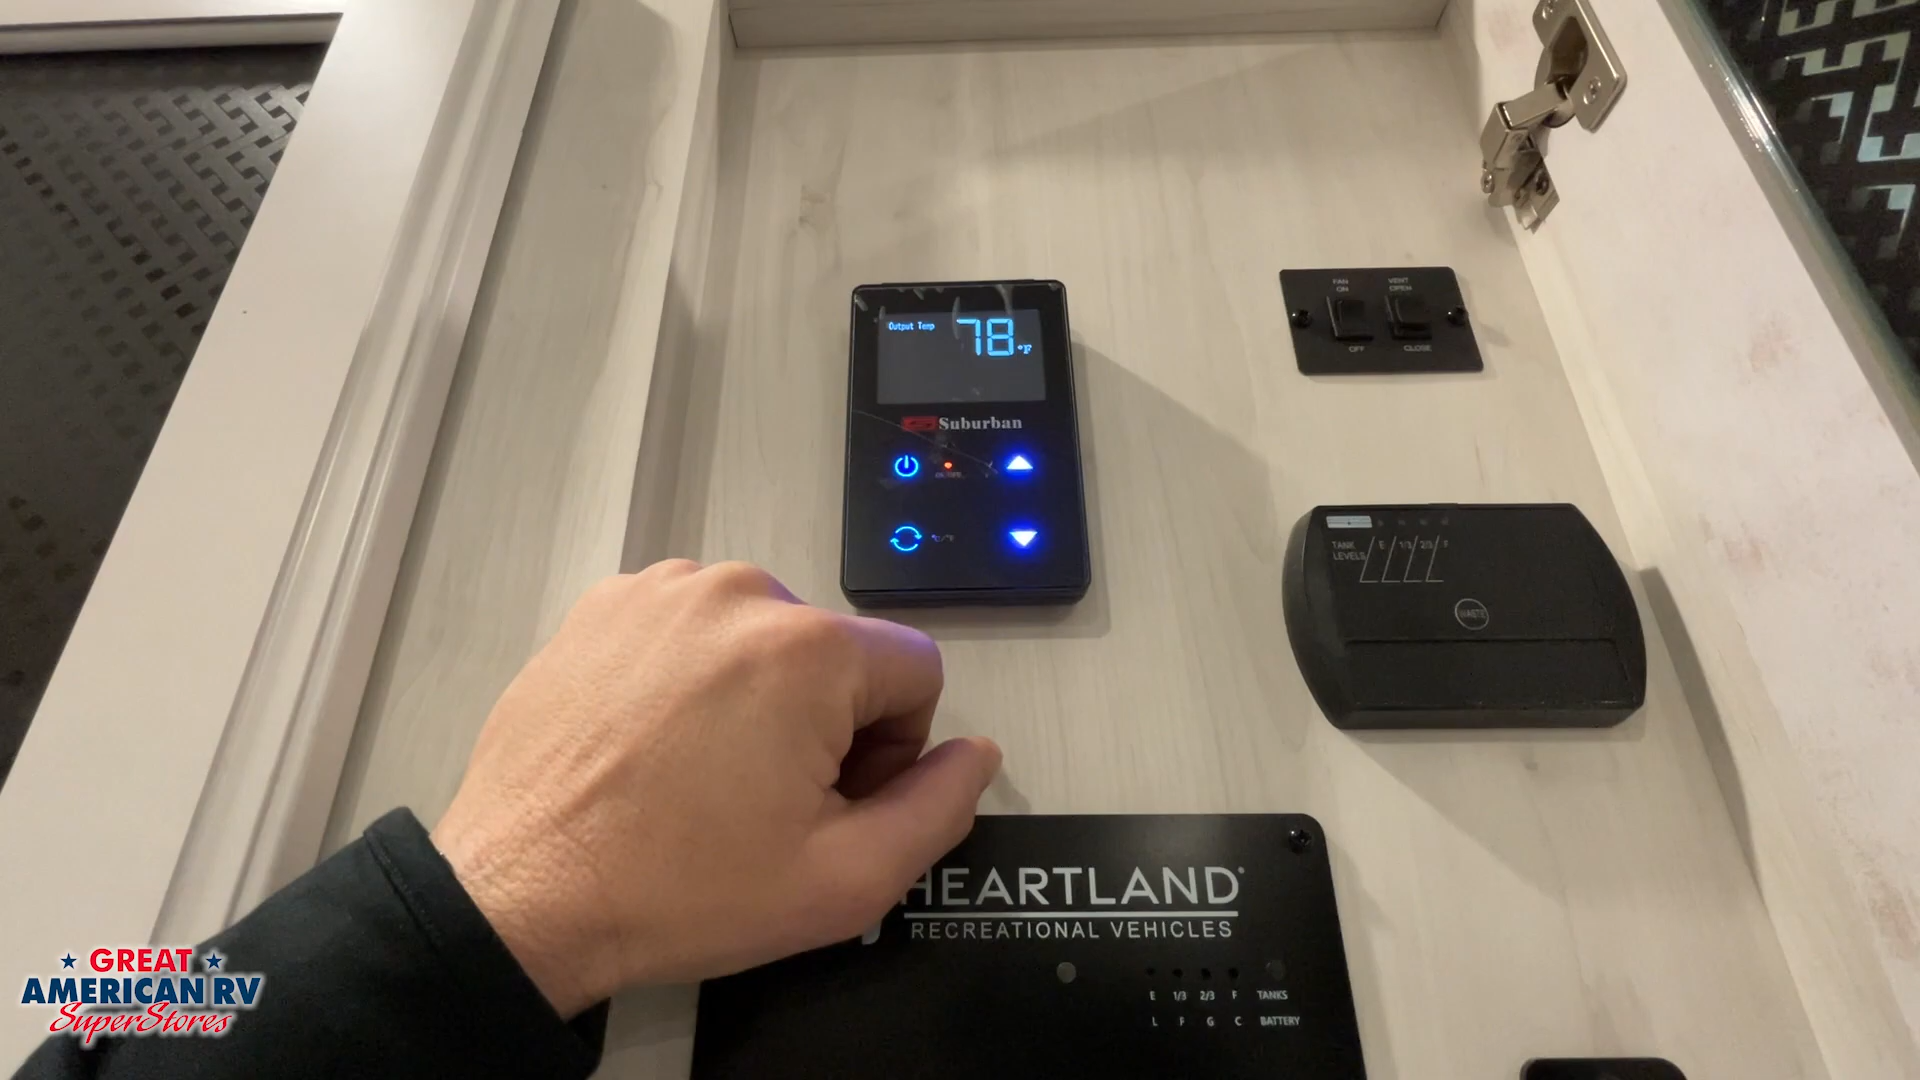 Output Temp
78 °F
Suburban
°C/°F
FAN
ON
OFF
VENT
OPEN
CLOSE
TANK
LEVELS
E 1/3 2/3 F
WASTE
HEARTLAND
RECREATIONAL VEHICLES
E 1/3 2/3 F TANKS
L F G C BATTERY
GREAT
AMERICAN RV
SuperStores